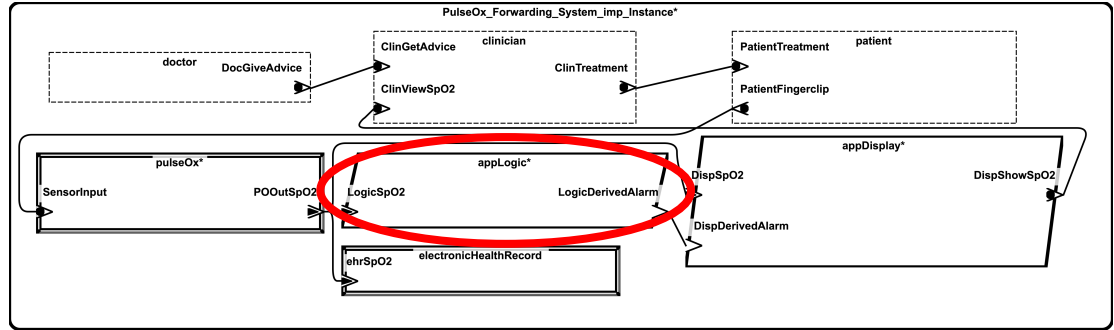 PulseOx_Forwarding_System_imp_Instance*
doctor
DocGiveAdvice
clinician
ClinGetAdvice
ClinViewSpO2
ClinTreatment
patient
PatientTreatment
PatientFingerclip
pulseOx*
SensorInput
POOutSpO2
appLogic*
LogicSpO2
LogicDerivedAlarm
appDisplay*
DispSpO2
DispShowSpO2
DispDerivedAlarm
electronicHealthRecord
ehrSpO2